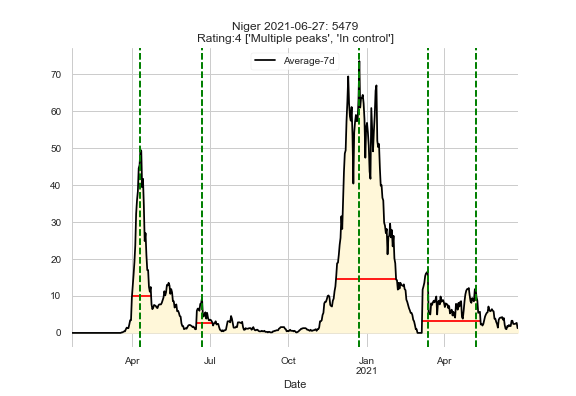 Niger 2021-06-27: 5479
Rating:4 ['Multiple peaks', 'In control']
Average-7d
70
60
50
40
30
20
10
0
Apr
Jul
Oct
Jan
2021
Apr
Date